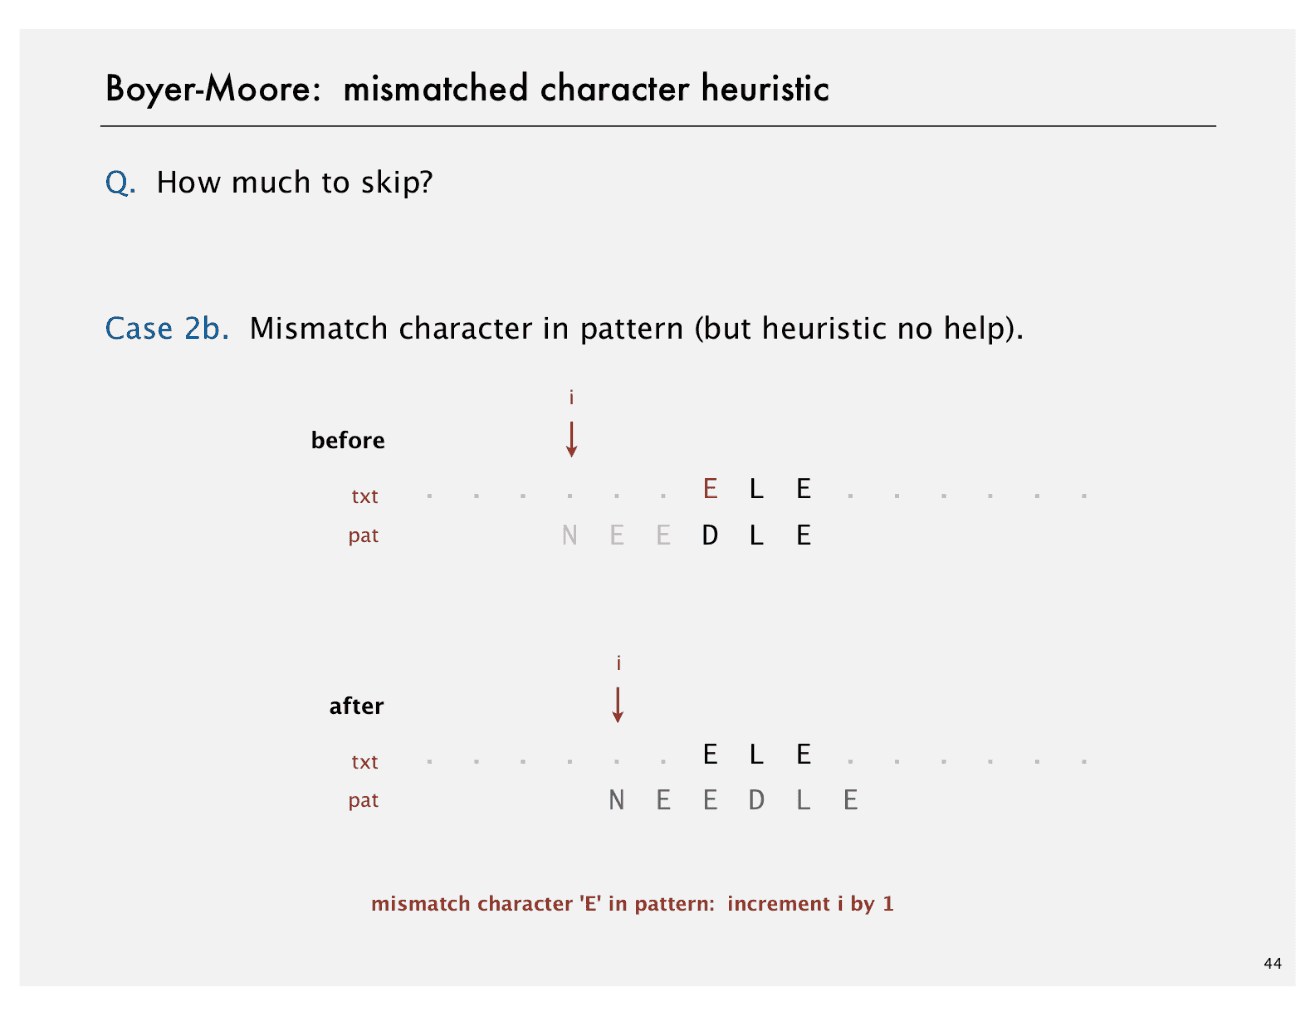 Boyer-Moore: mismatched character heuristic
Q. How much to skip?
Case 2b. Mismatch character in pattern (but heuristic no help).
i
before
txt . . . . . . E L E . . . . . .
pat N E E D L E
i
after
txt . . . . . . E L E . . . . . .
pat N E E D L E
mismatch character 'E' in pattern: increment i by 1
44